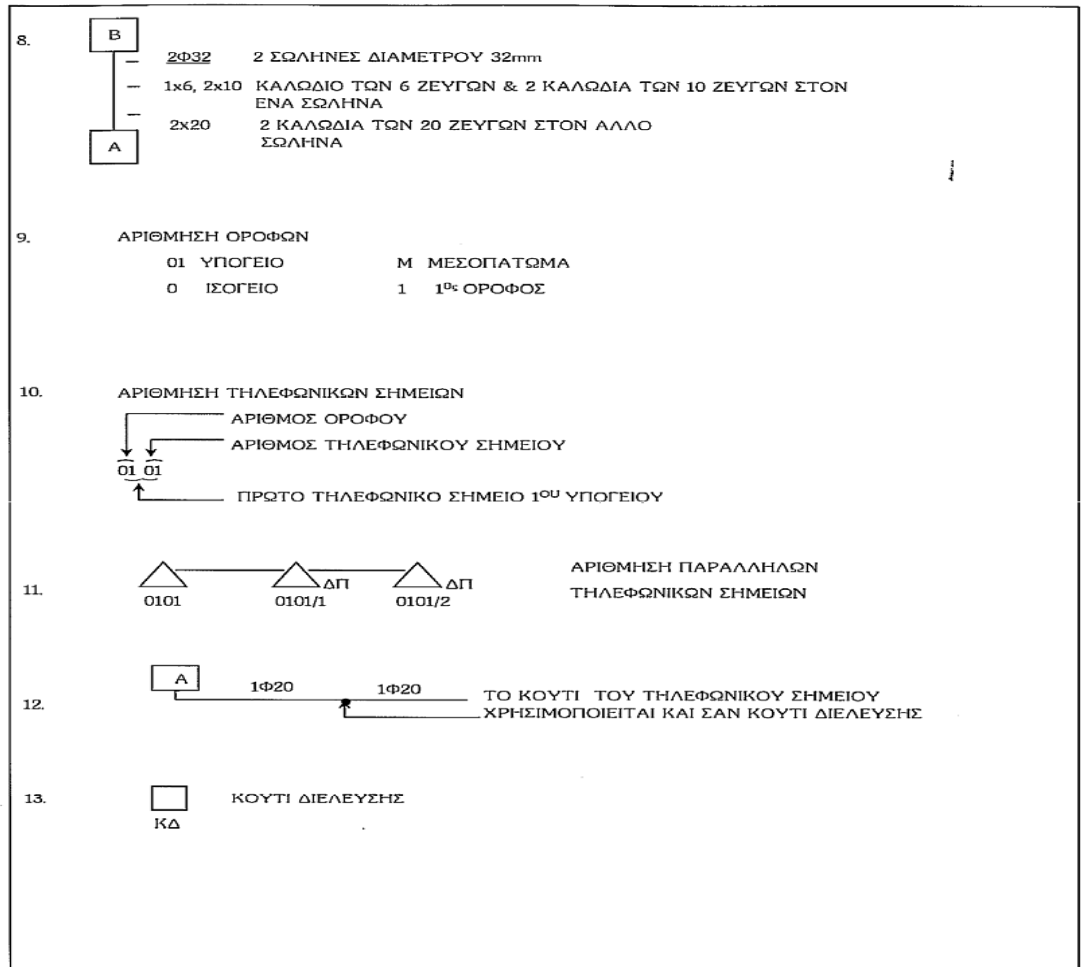 8.
B
2Φ32 2 ΣΩΛΗΝΕΣ ΔΙΑΜΕΤΡΟΥ 32mm
1x6, 2x10 ΚΑΛΩΔΙΟ ΤΩΝ 6 ΖΕΥΓΩΝ & 2 ΚΑΛΩΔΙΑ ΤΩΝ 10 ΖΕΥΓΩΝ ΣΤΟΝ
ΕΝΑ ΣΩΛΗΝΑ
2x20 2 ΚΑΛΩΔΙΑ ΤΩΝ 20 ΖΕΥΓΩΝ ΣΤΟΝ ΑΛΛΟ
ΣΩΛΗΝΑ
A
9. ΑΡΙΘΜΗΣΗ ΟΡΟΦΩΝ
01 ΥΠΟΓΕΙΟ Μ ΜΕΣΟΠΑΤΩΜΑ
0 ΙΣΟΓΕΙΟ 1 1ος ΟΡΟΦΟΣ
10. ΑΡΙΘΜΗΣΗ ΤΗΛΕΦΩΝΙΚΩΝ ΣΗΜΕΙΩΝ
ΑΡΙΘΜΟΣ ΟΡΟΦΟΥ
ΑΡΙΘΜΟΣ ΤΗΛΕΦΩΝΙΚΟΥ ΣΗΜΕΙΟΥ
01 01
ΠΡΩΤΟ ΤΗΛΕΦΩΝΙΚΟ ΣΗΜΕΙΟ 1ΟU ΥΠΟΓΕΙΟΥ
11.
ΔΠ ΔΠ
0101 0101/1 0101/2
ΑΡΙΘΜΗΣΗ ΠΑΡΑΛΛΗΛΩΝ
ΤΗΛΕΦΩΝΙΚΩΝ ΣΗΜΕΙΩΝ
12.
A
1Φ20 1Φ20
ΤΟ ΚΟΥΤΙ ΤΟΥ ΤΗΛΕΦΩΝΙΚΟΥ ΣΗΜΕΙΟΥ
ΧΡΗΣΙΜΟΠΟΙΕΙΤΑΙ ΚΑΙ ΣΑΝ ΚΟΥΤΙ ΔΙΕΛΕΥΣΗΣ
13. ΚΟΥΤΙ ΔΙΕΛΕΥΣΗΣ
ΚΔ